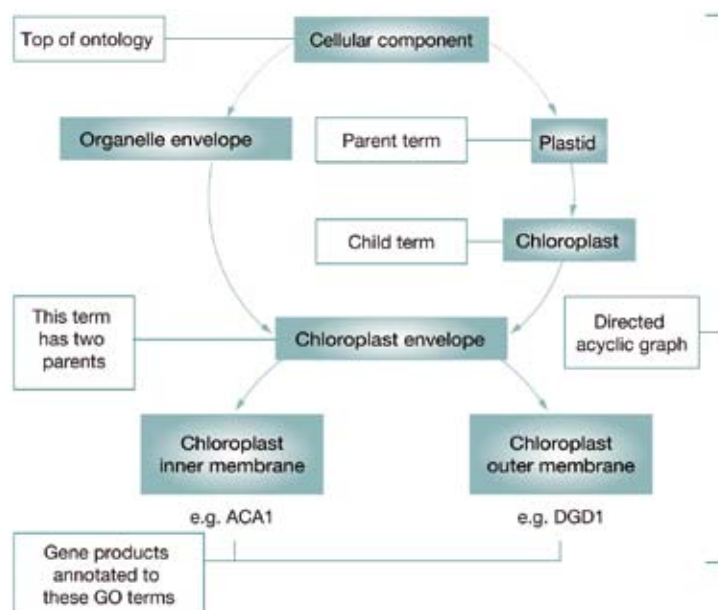 Top of ontology
Cellular component
Organelle envelope
Parent term
Plastid
Child term
Chloroplast
This term
has two
parents
Chloroplast envelope
Directed
acyclic graph
Chloroplast
inner membrane
Chloroplast
outer membrane
e.g. ACA1
e.g. DGD1
Gene products
annotated to
these GO terms